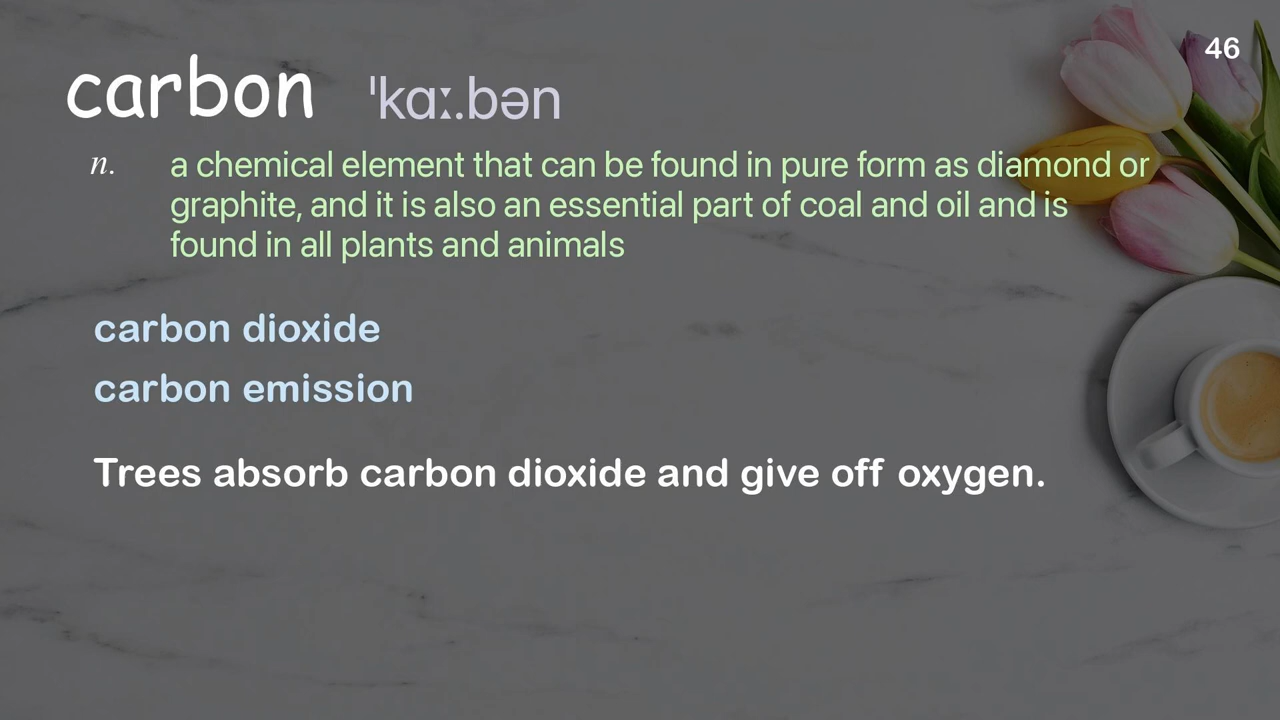 46
carbon ˈkɑː.bən
n. a chemical element that can be found in pure form as diamond or
graphite, and it is also an essential part of coal and oil and is
found in all plants and animals
carbon dioxide
carbon emission
Trees absorb carbon dioxide and give off oxygen.